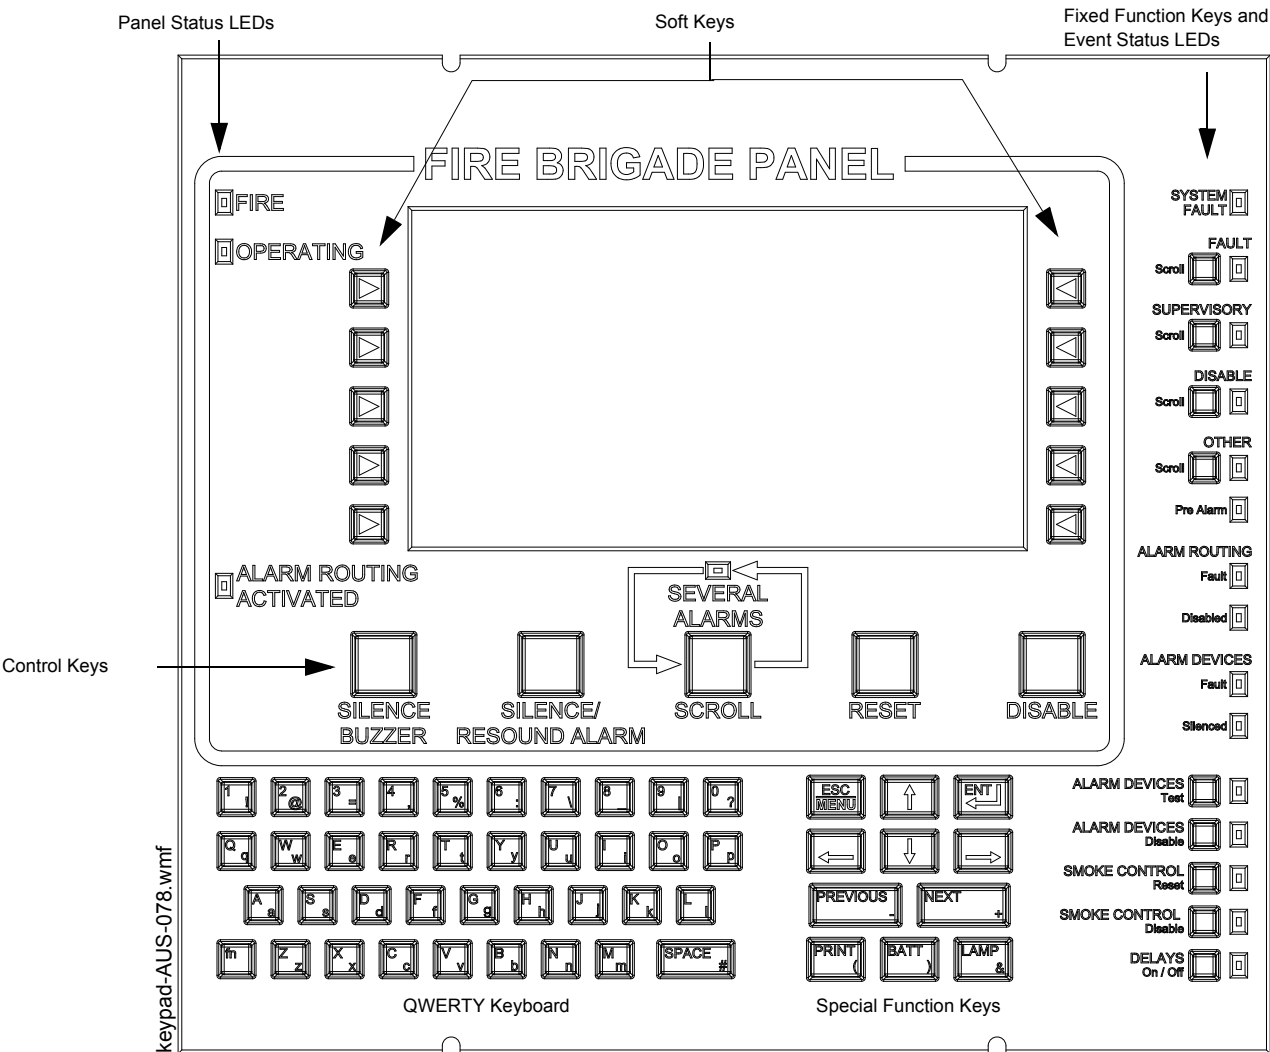 Panel Status LEDs
Soft Keys
Fixed Function Keys and
Event Status LEDs
FIRE BRIGADE PANEL
FIRE
OPERATING
ALARM ROUTING
ACTIVATED
SEVERAL
ALARMS
Control Keys
SILENCE
BUZZER
SILENCE/
RESOUND ALARM
SCROLL
RESET
DISABLE
SYSTEM
FAULT
FAULT
Scroll
SUPERVISORY
Scroll
DISABLE
Scroll
OTHER
Scroll
Pre Alarm
ALARM ROUTING
Fault
Disabled
ALARM DEVICES
Fault
Silenced
ALARM DEVICES
Test
ALARM DEVICES
Disable
SMOKE CONTROL
Reset
SMOKE CONTROL
Disable
DELAYS
On / Off
1 ! 2 @ 3 = 4 , 5 % 6 : 7 \ 8 _ 9 | 0 ?
Q q W w E e R r T t Y y U u I i O o P p
A a S s D d F f G g H h J j K k L l
fn Z z X x C c V v B b N n M m SPACE #
ESC
MENU
ENT
PREVIOUS - NEXT +
PRINT ( BATT ) LAMP &
QWERTY Keyboard
Special Function Keys
keypad-AUS-078.wmf